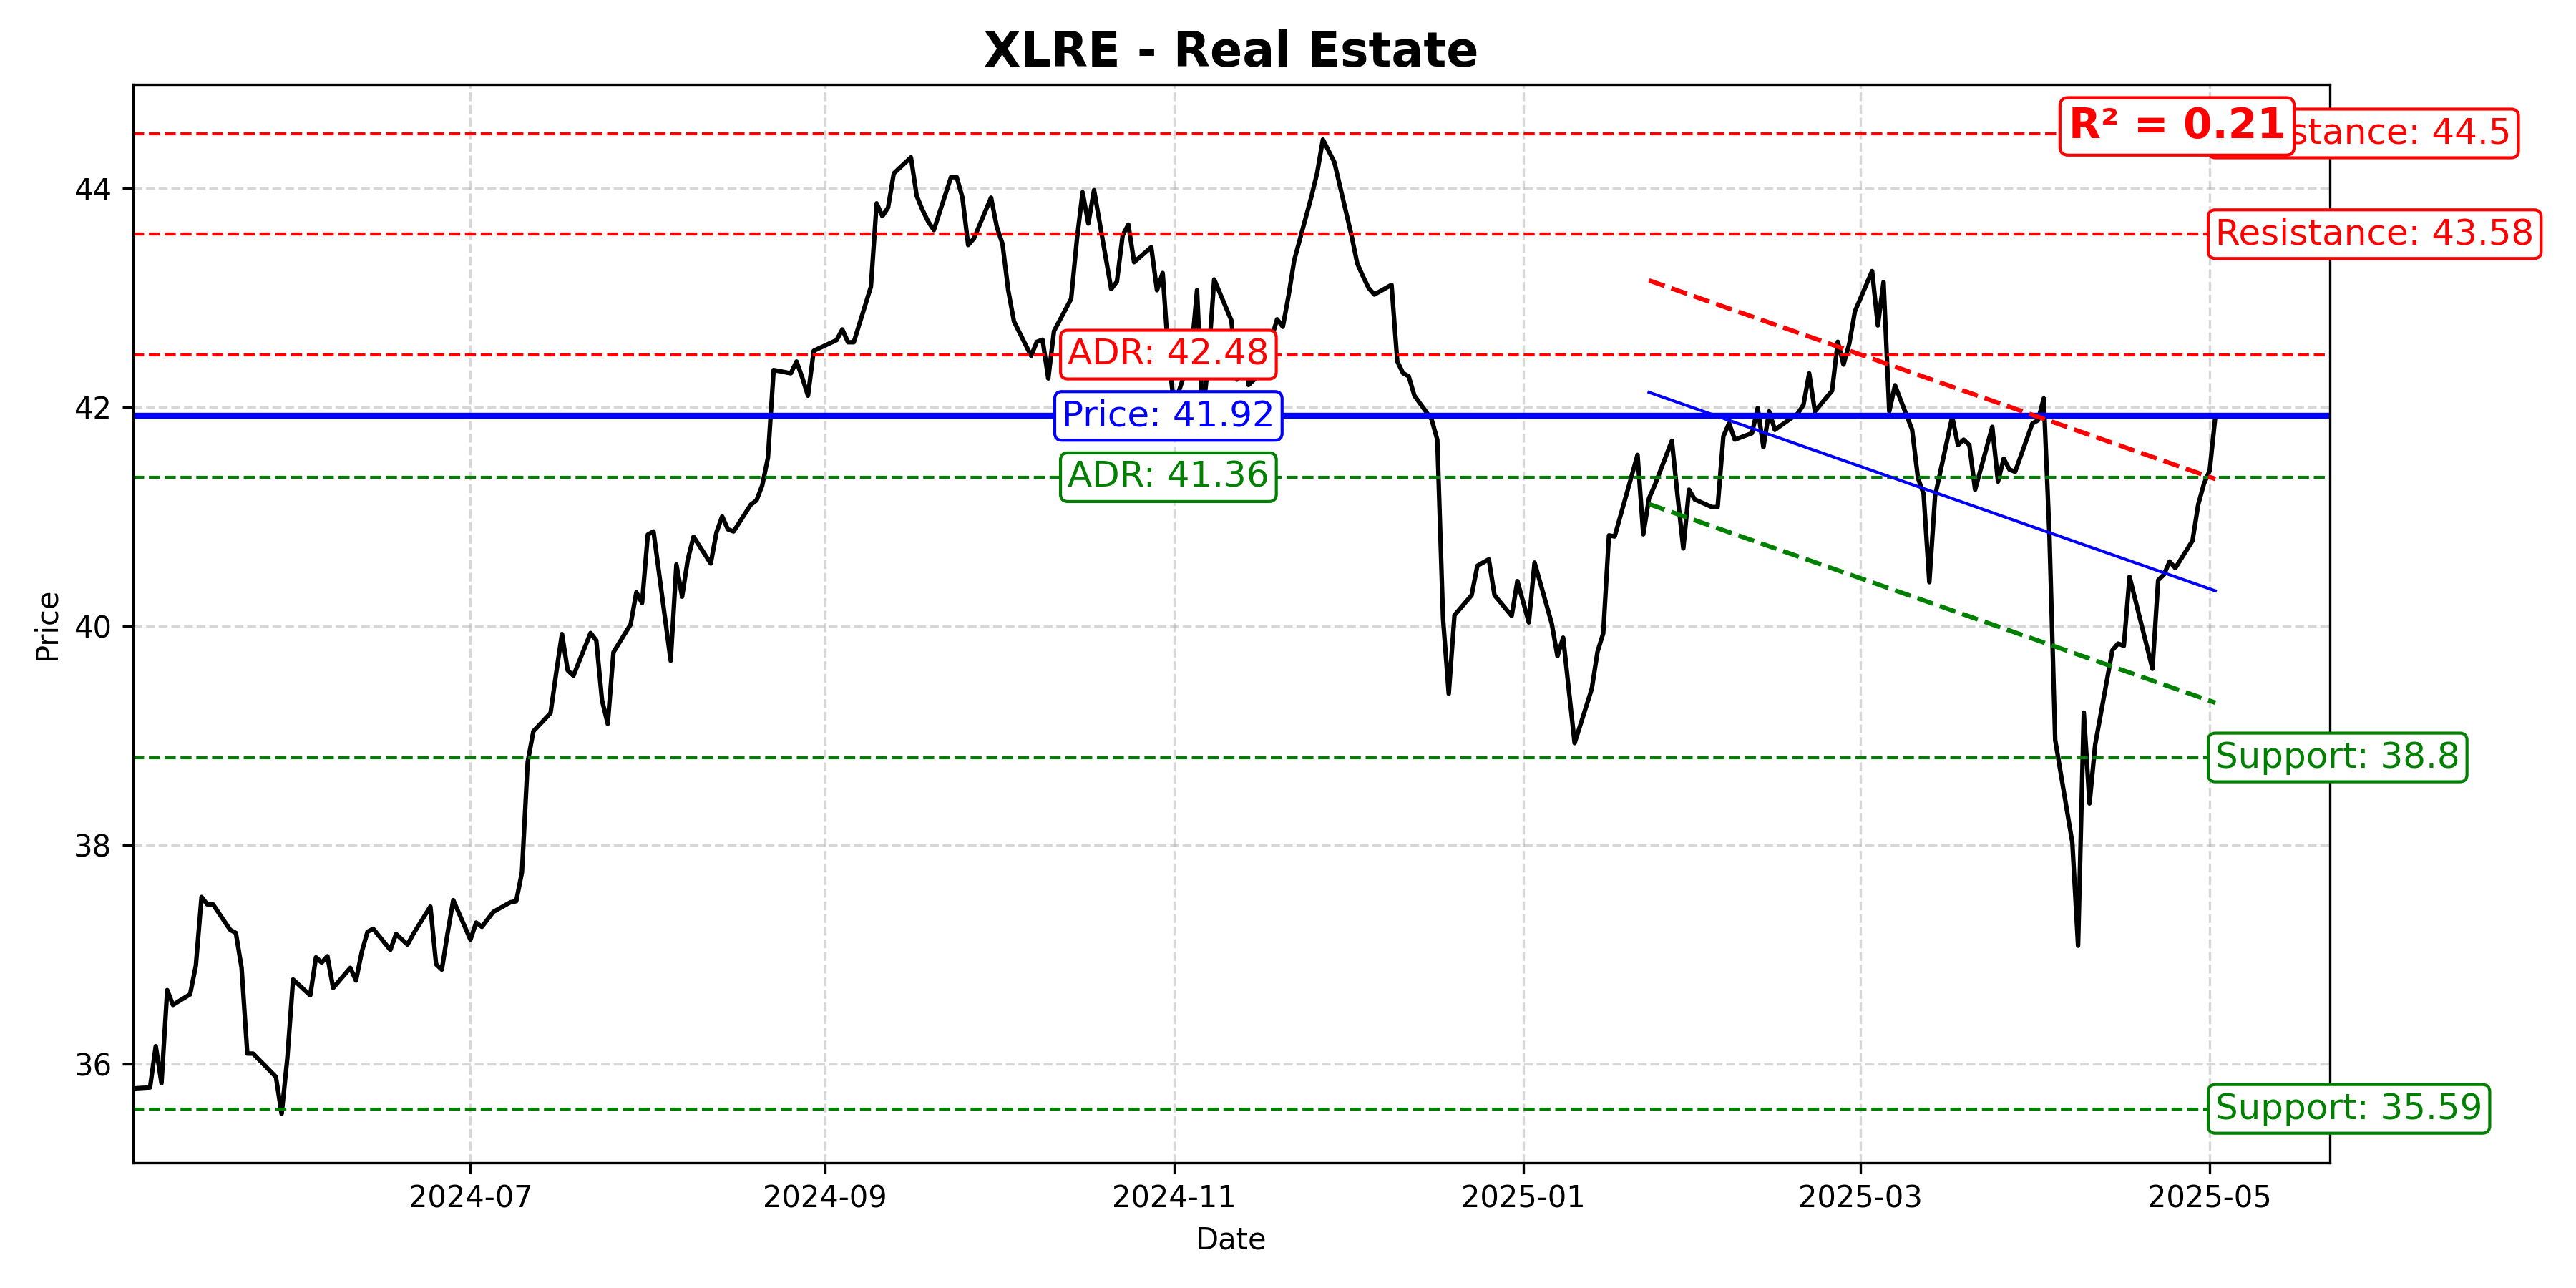 XLRE - Real Estate
R² = 0.21
stance: 44.5
Resistance: 43.58
ADR: 42.48
Price: 41.92
ADR: 41.36
Support: 38.8
Support: 35.59
Price
44
42
40
38
36
2024-07
2024-09
2024-11
2025-01
2025-03
2025-05
Date